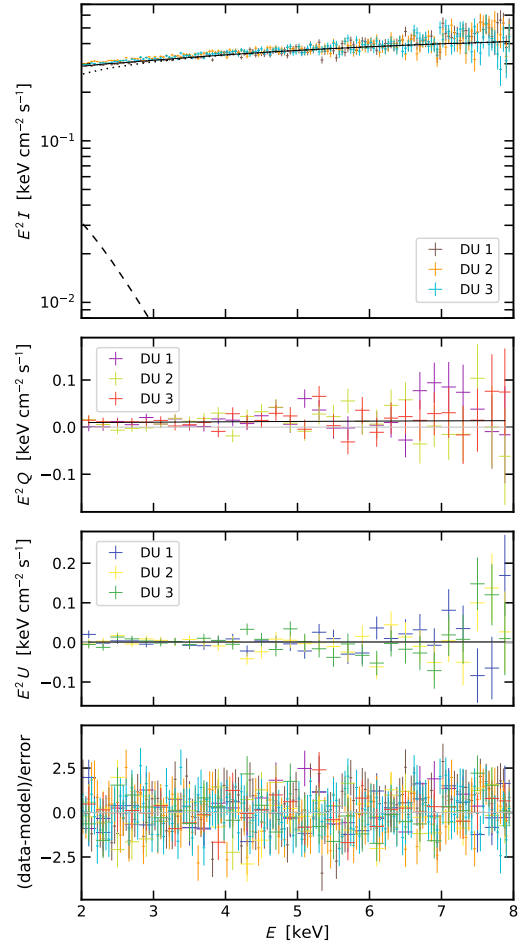 E² I [keV cm⁻² s⁻¹]
10⁻¹
10⁻²
DU 1
DU 2
DU 3
E² Q [keV cm⁻² s⁻¹]
0.1
0.0
−0.1
DU 1
DU 2
DU 3
E² U [keV cm⁻² s⁻¹]
0.2
0.1
0.0
−0.1
DU 1
DU 2
DU 3
(data-model)/error
2.5
0.0
−2.5
2 3 4 5 6 7 8
E [keV]